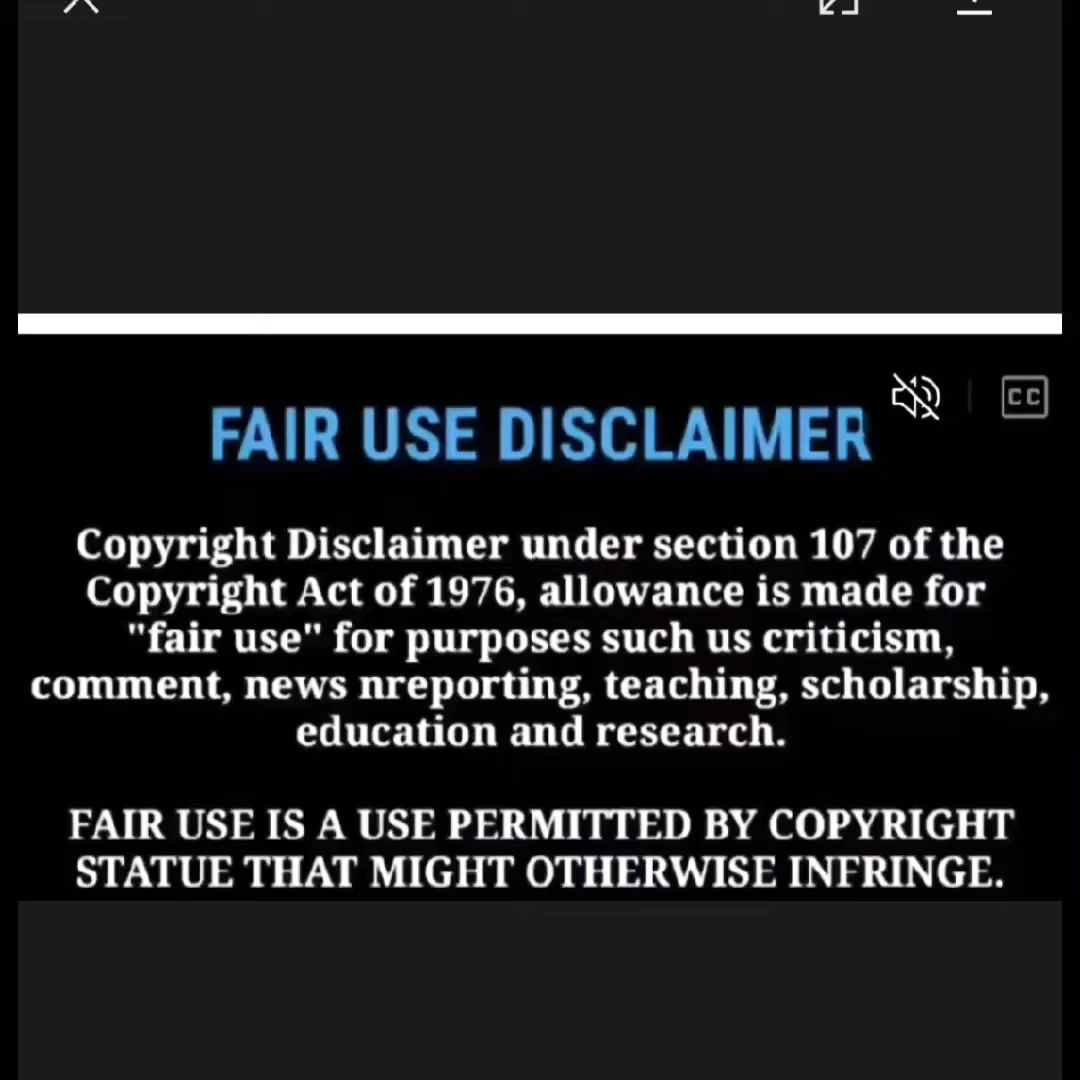 CC
FAIR USE DISCLAIMER
Copyright Disclaimer under section 107 of the
Copyright Act of 1976, allowance is made for
"fair use" for purposes such us criticism,
comment, news nreporting, teaching, scholarship,
education and research.
FAIR USE IS A USE PERMITTED BY COPYRIGHT
STATUE THAT MIGHT OTHERWISE INFRINGE.